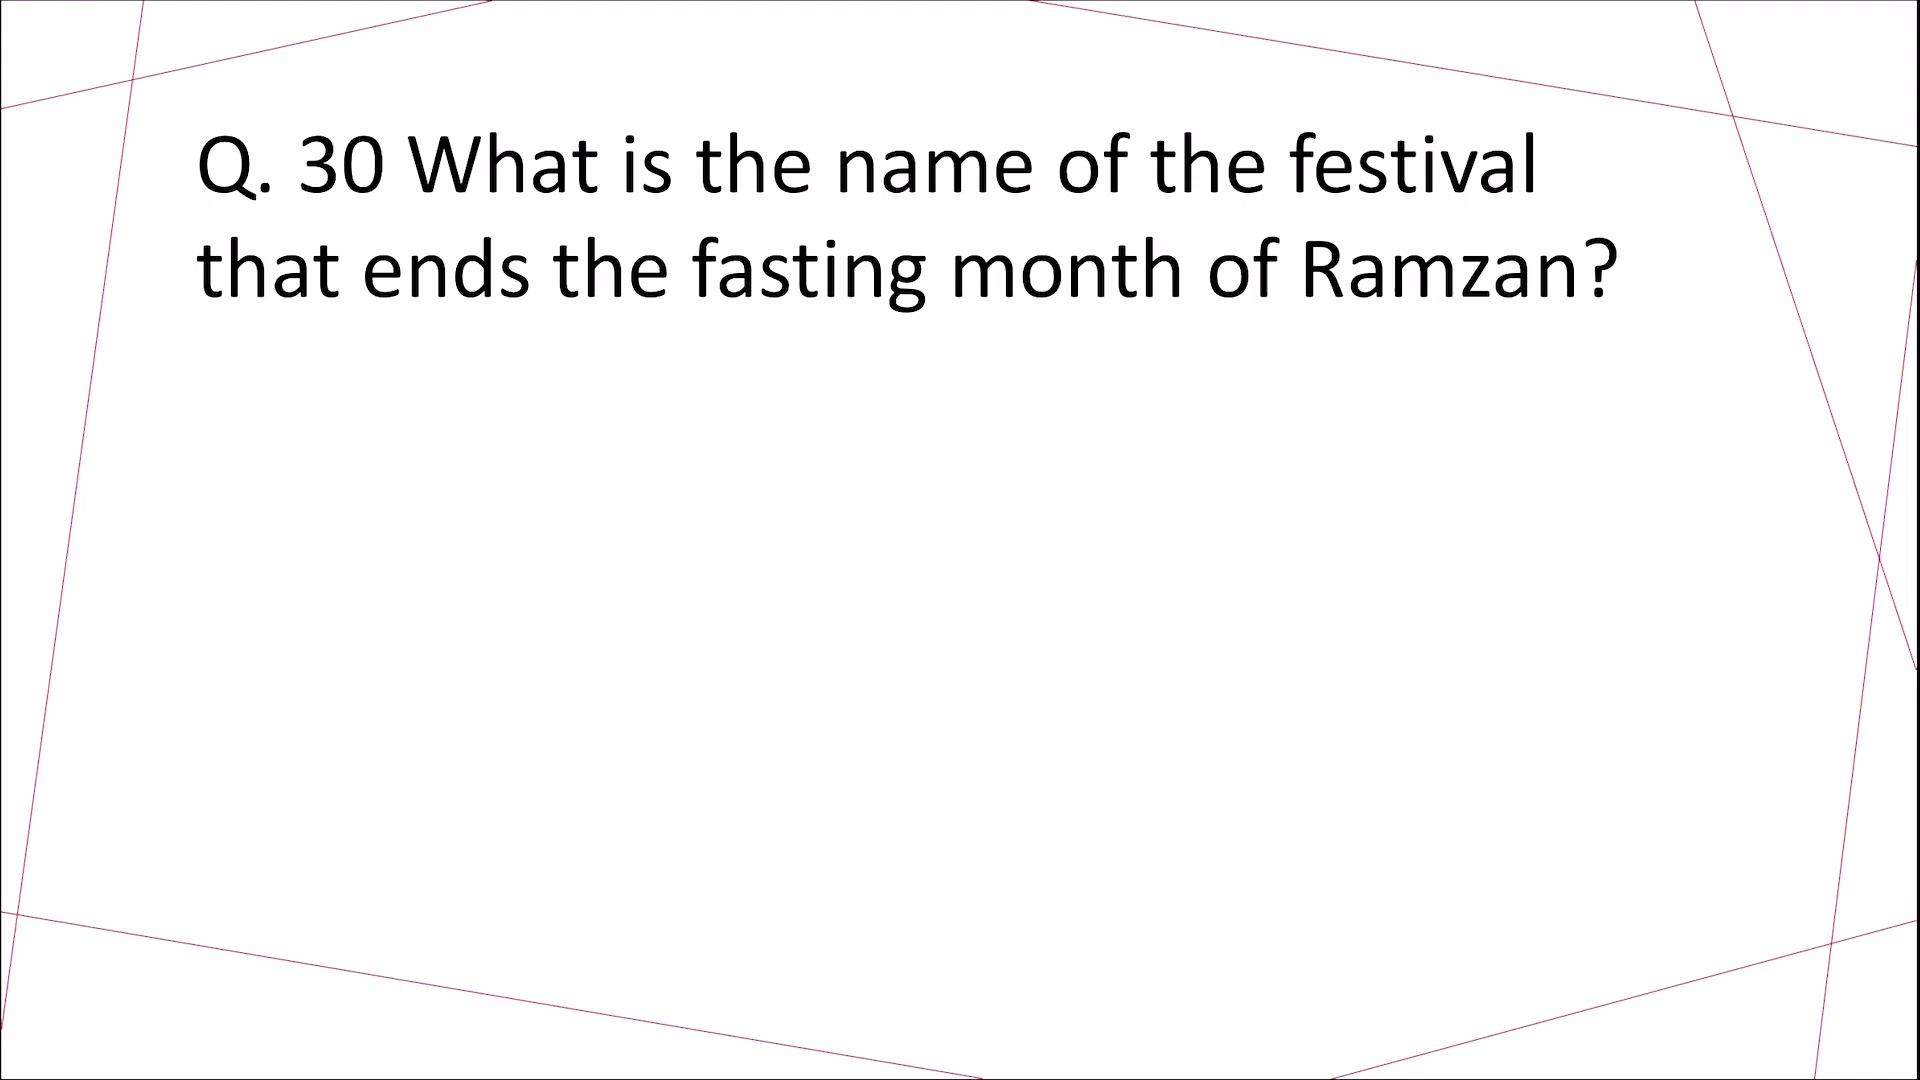 Q. 30 What is the name of the festival
that ends the fasting month of Ramzan?